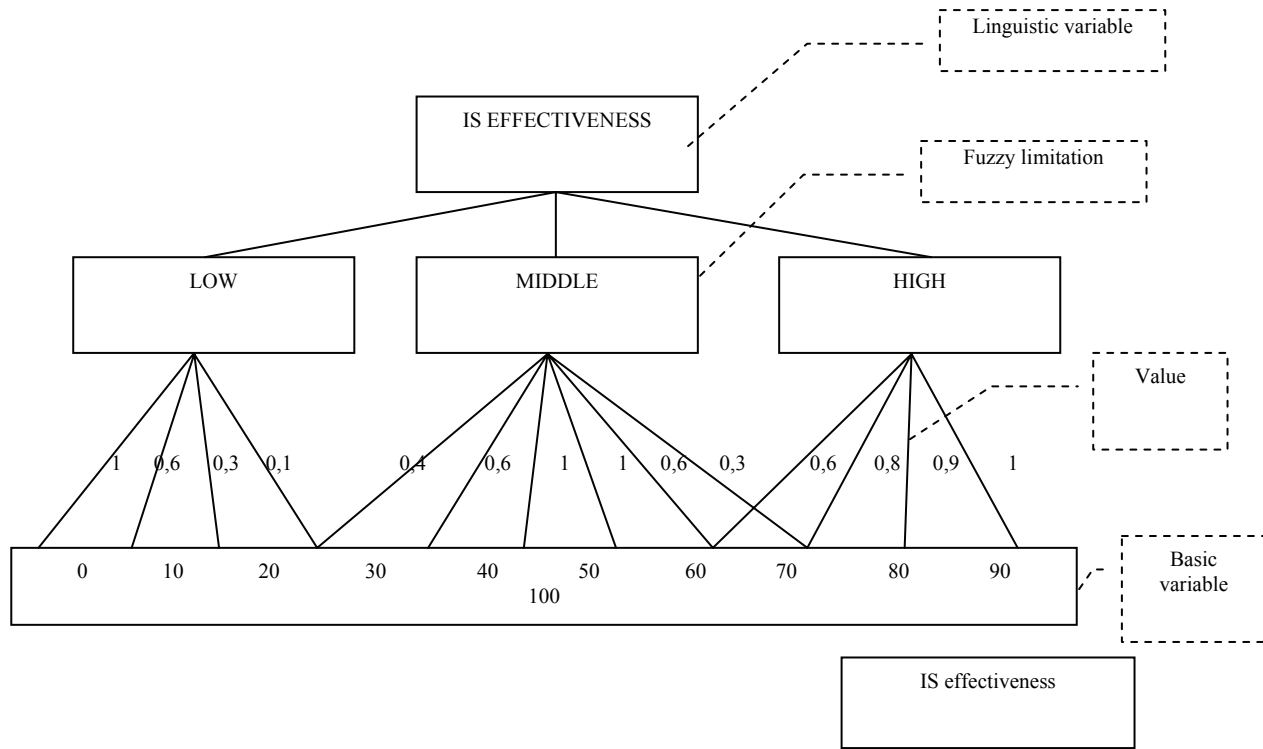 Linguistic variable
IS EFFECTIVENESS
Fuzzy limitation
LOW
MIDDLE
HIGH
Value
1 0,6 0,3 0,1 0,4 0,6 1 1 0,6 0,3 0,6 0,8 0,9 1
0 10 20 30 40 50 60 70 80 90
100
Basic
variable
IS effectiveness